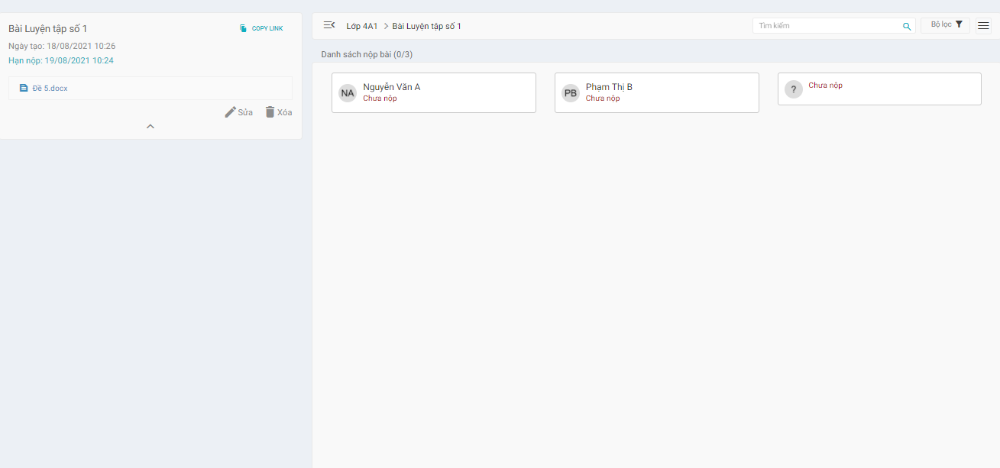 Bài Luyện tập số 1
COPY LINK
Ngày tạo: 18/08/2021 10:26
Hạn nộp: 19/08/2021 10:24
Đề 5.docx
Sửa
Xóa
Lớp 4A1 > Bài Luyện tập số 1
Tìm kiếm
Bộ lọc
Danh sách nộp bài (0/3)
NA
Nguyễn Văn A
Chưa nộp
PB
Phạm Thị B
Chưa nộp
?
Chưa nộp